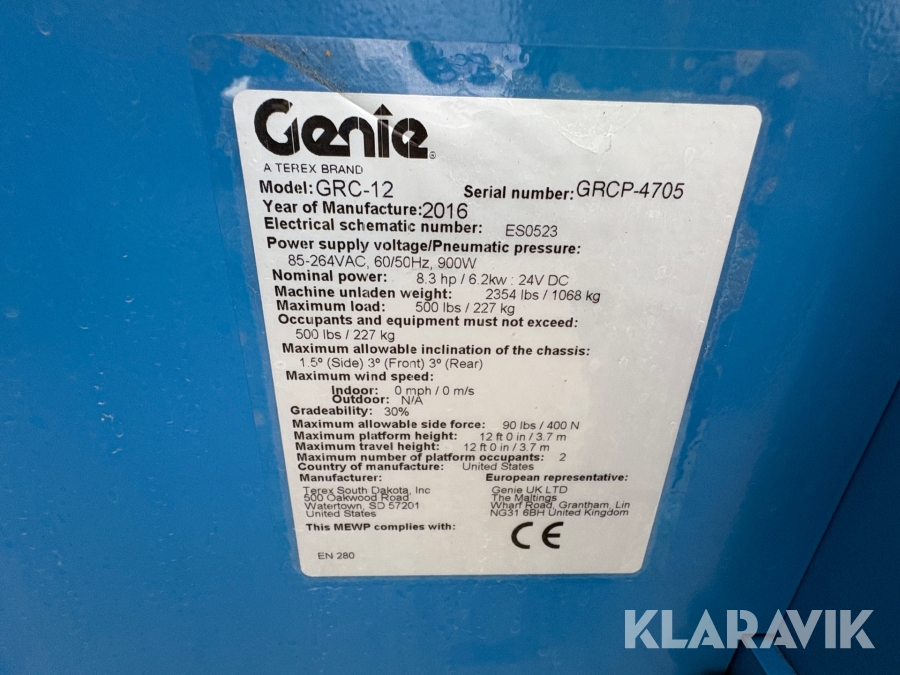 Genie
A TEREX BRAND
Model: GRC-12 Serial number: GRCP-4705
Year of Manufacture: 2016
Electrical schematic number: ES0523
Power supply voltage/Pneumatic pressure:
85-264VAC, 60/50Hz, 900W
Nominal power: 8.3 hp / 6.2kw : 24V DC
Machine unladen weight: 2354 lbs / 1068 kg
Maximum load: 500 lbs / 227 kg
Occupants and equipment must not exceed:
500 lbs / 227 kg
Maximum allowable inclination of the chassis:
1.5º (Side) 3º (Front) 3º (Rear)
Maximum wind speed:
Indoor: 0 mph / 0 m/s
Outdoor: N/A
Gradeability: 30%
Maximum allowable side force: 90 lbs / 400 N
Maximum platform height: 12 ft 0 in / 3.7 m
Maximum travel height: 12 ft 0 in / 3.7 m
Maximum number of platform occupants: 2
Country of manufacture: United States
Manufacturer:
Terex South Dakota, Inc
500 Oakwood Road
Watertown, SD 57201
United States
European representative:
Genie UK LTD
The Maltings
Wharf Road, Grantham, Lin
NG31 6BH United Kingdom
This MEWP complies with:
CE
EN 280
KLARAVIK